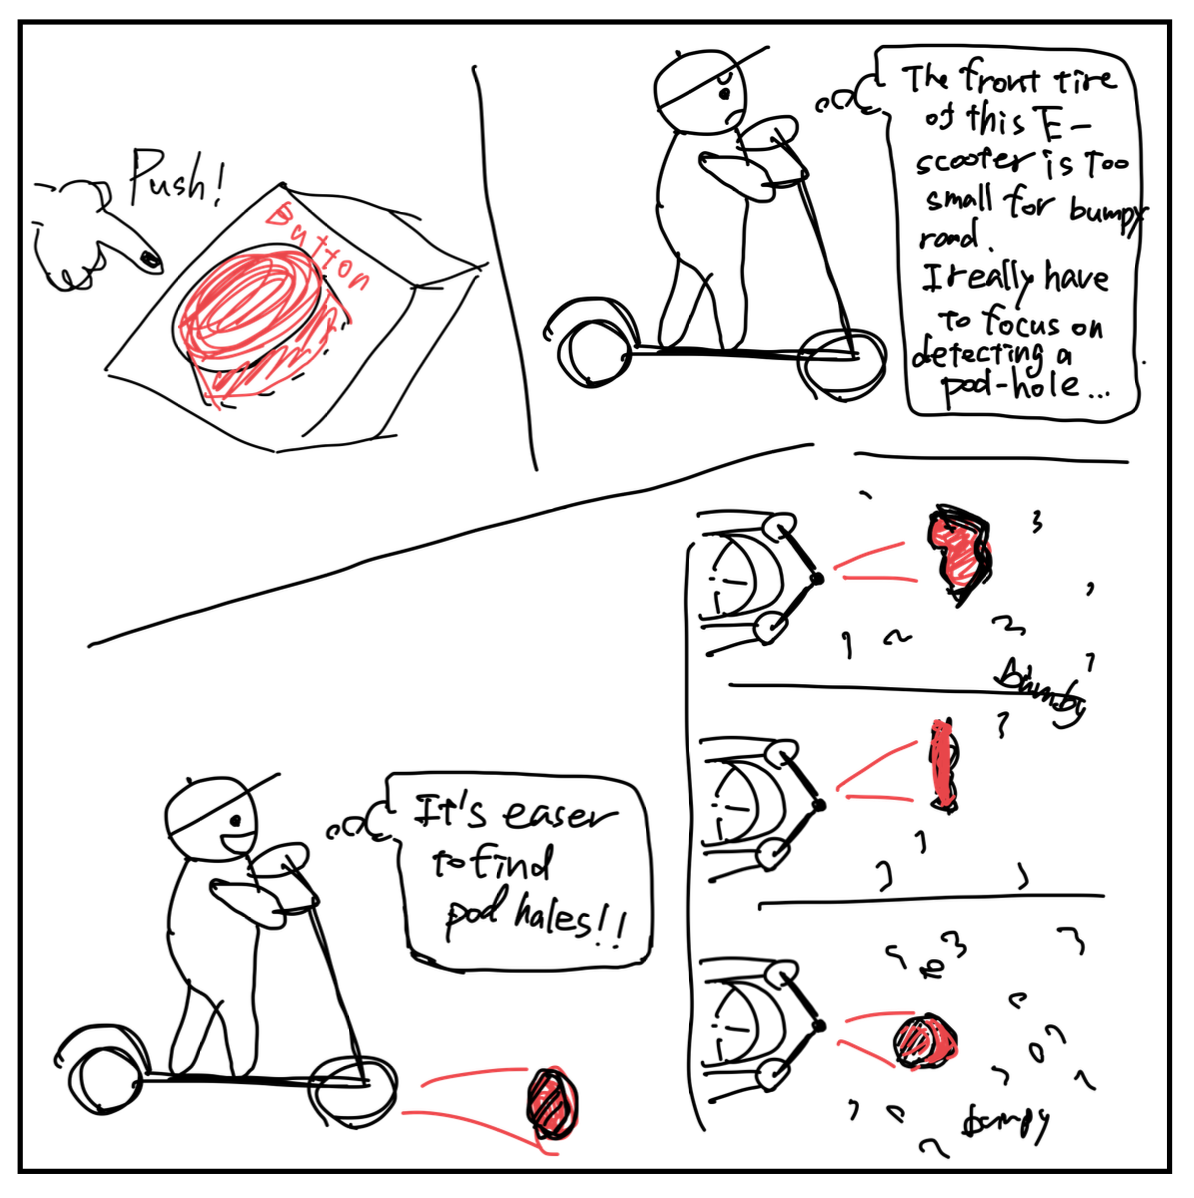 Push!
Button
The front tire
of this E-
scooter is Too
small for bumpy
road.
I really have
to focus on
detecting a
pod-hole...
It's easer
to find
pod hales!!
Bumby
bumpy